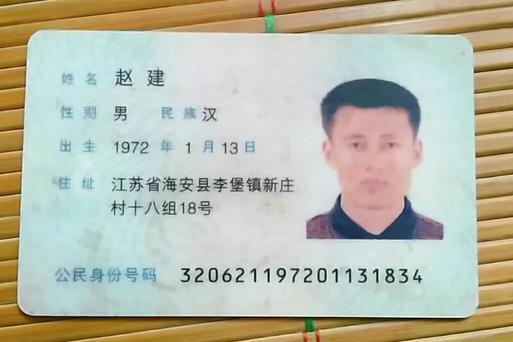 姓名 赵建
性别 男 民族 汉
出生 1972 年 1 月 13 日
住址 江苏省海安县李堡镇新庄
村十八组18号
公民身份号码 320621197201131834